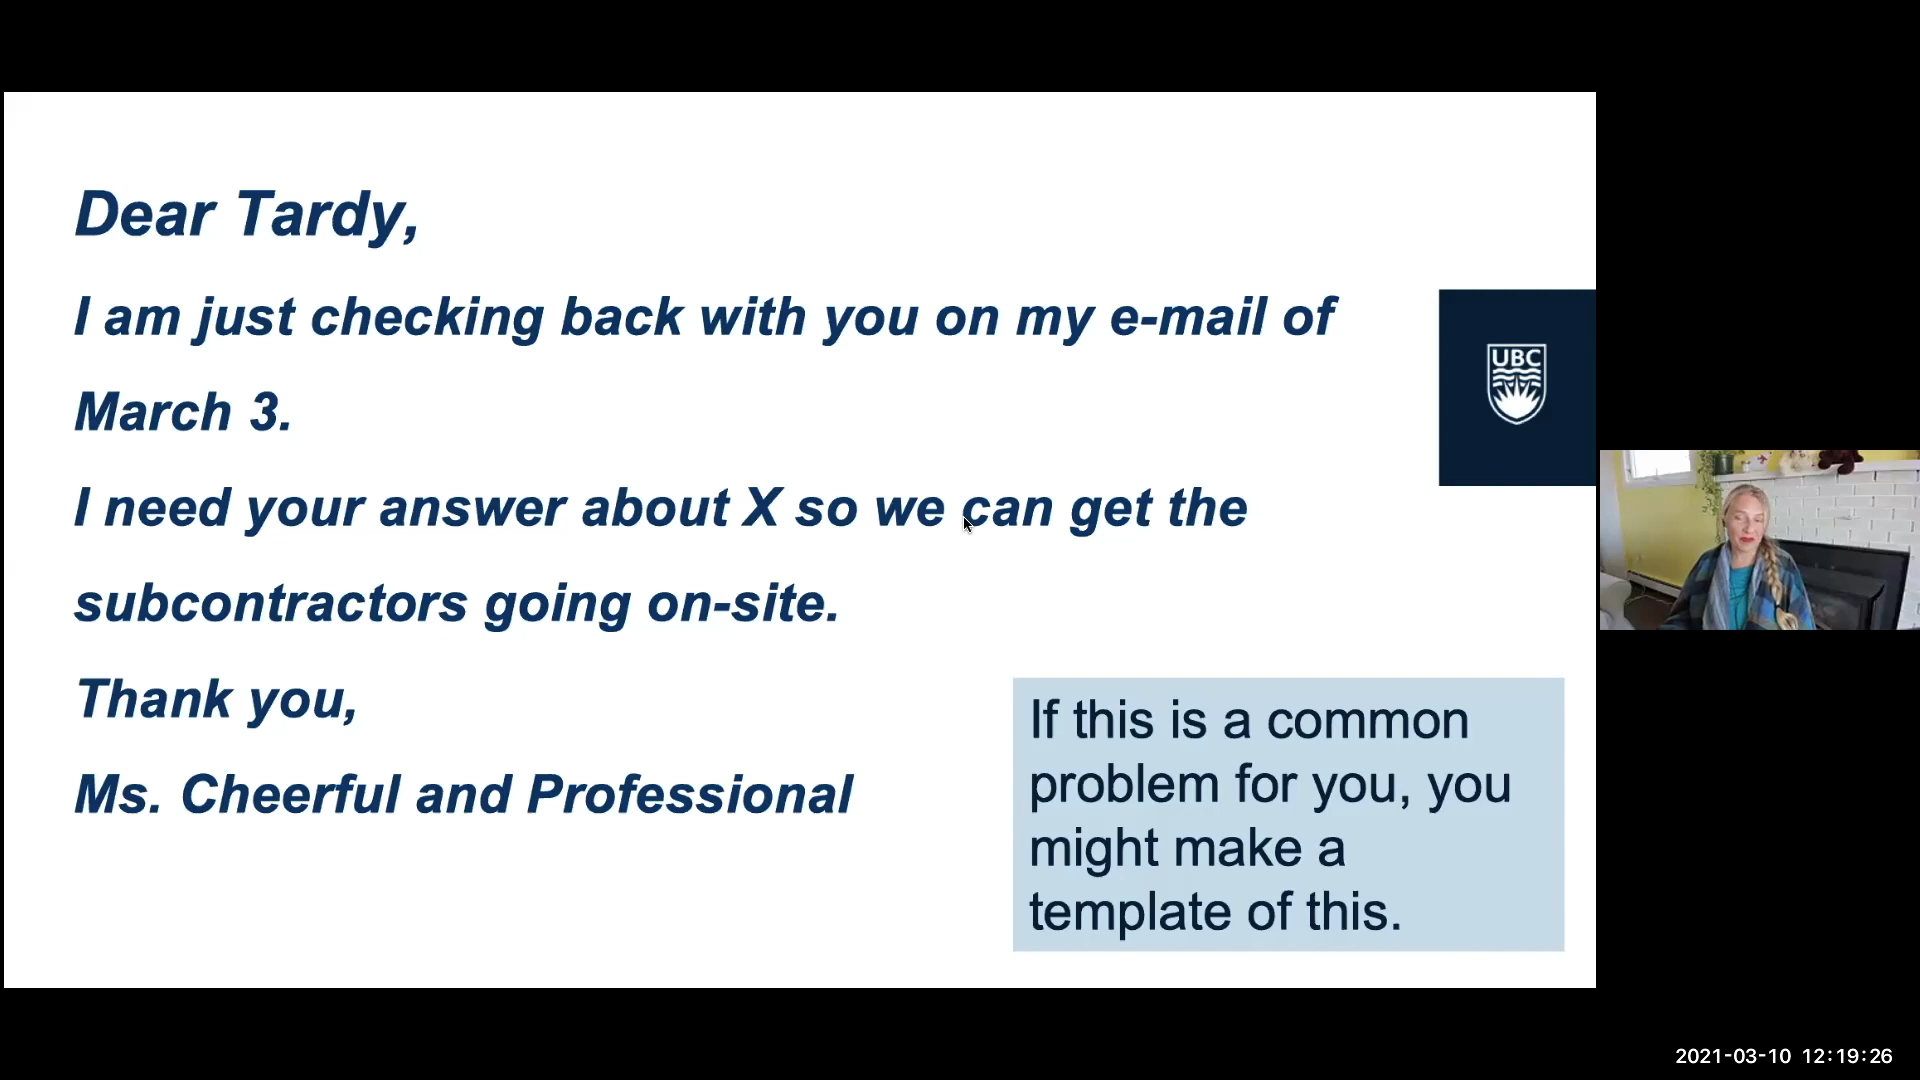 Dear Tardy,
I am just checking back with you on my e-mail of
March 3.
I need your answer about X so we can get the
subcontractors going on-site.
Thank you,
Ms. Cheerful and Professional
UBC
If this is a common
problem for you, you
might make a
template of this.
2021-03-10 12:19:26